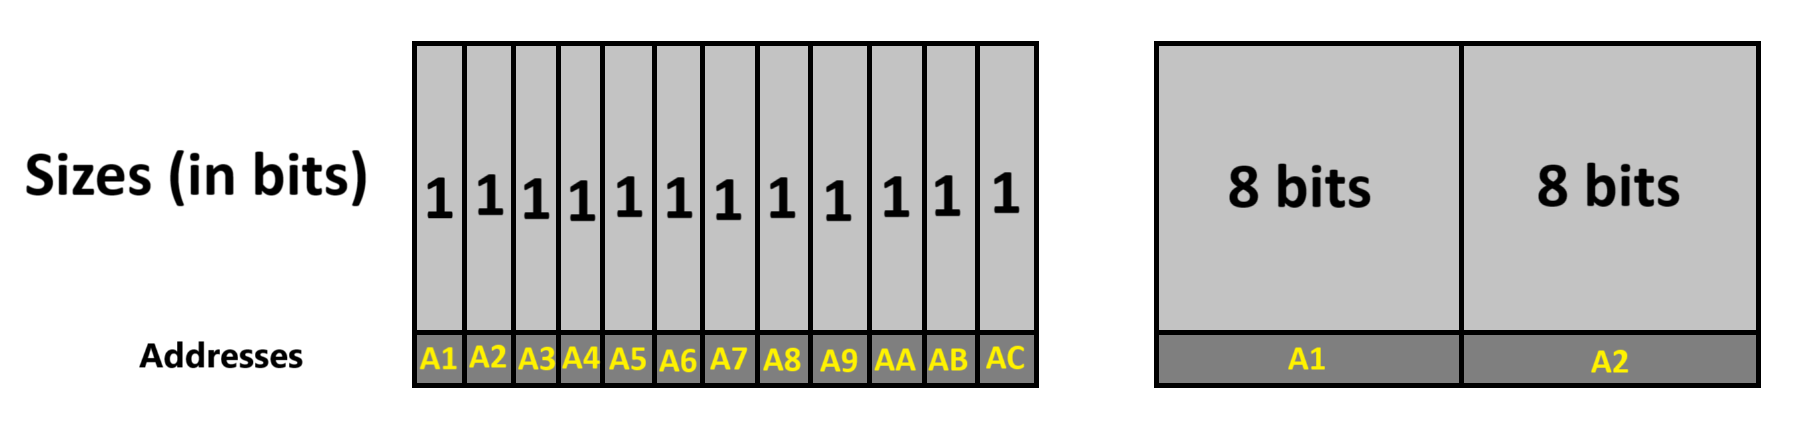 Sizes (in bits)
1 1 1 1 1 1 1 1 1 1 1 1
8 bits 8 bits
Addresses
A1 A2 A3 A4 A5 A6 A7 A8 A9 AA AB AC
A1 A2